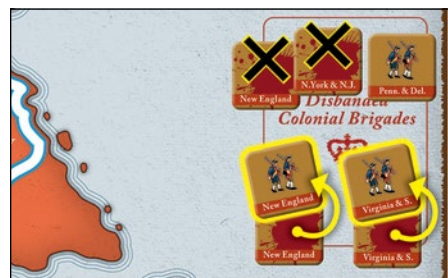 New England
N.York & N.J.
Penn. & Del.
Disbanded
Colonial Brigades
New England
Virginia & S.
New England
Virginia & S.